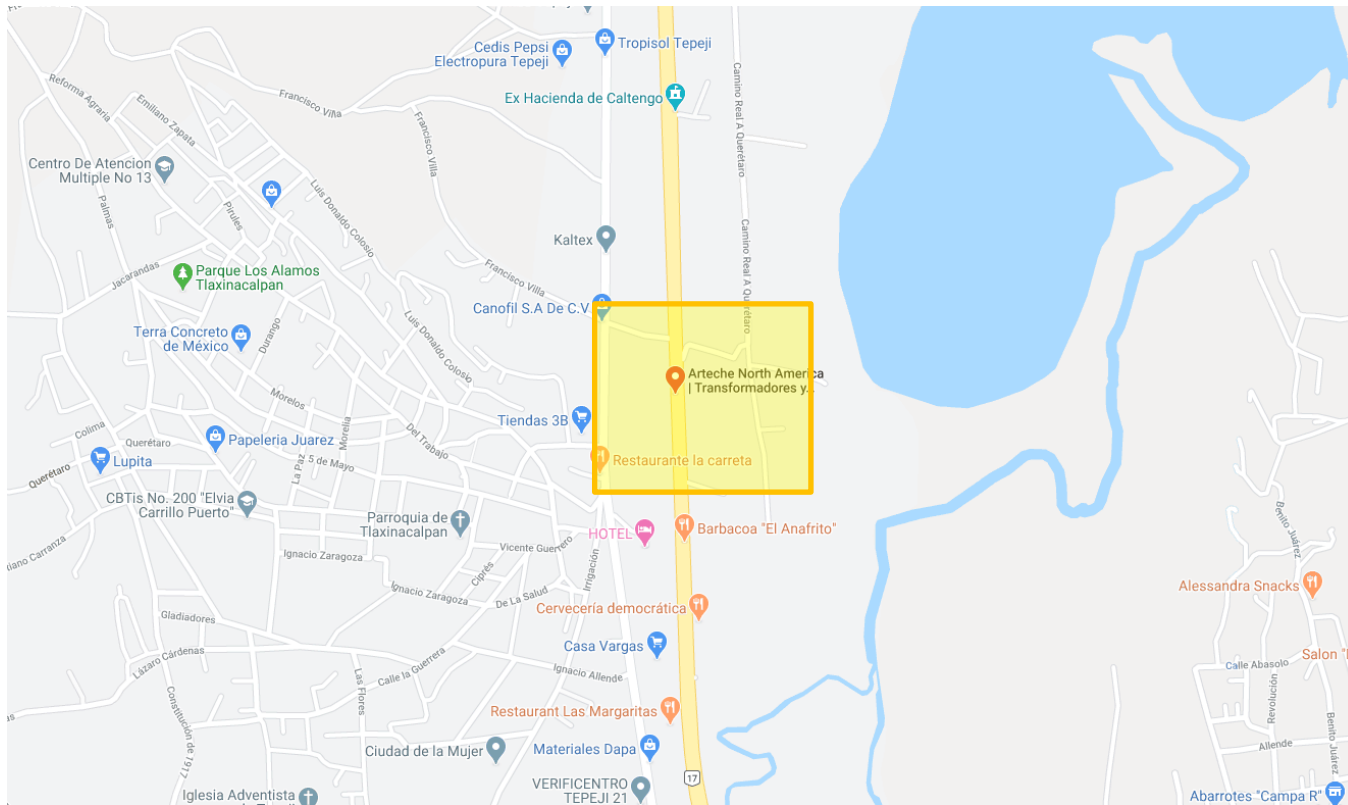 Cedis Pepsi
Electropura Tepeji
Tropisol Tepeji
Ex Hacienda de Caltengo
Camino Real A Querétaro
Reforma Agraria
Emiliano Zapata
Francisco Villa
Francisco Villa
Centro De Atencion
Multiple No 13
Palmas
Pirules
Luis Donaldo Colosio
Camino Real A Querétaro
Kaltex
Parque Los Alamos
Tlaxinacalpan
Jacarandas
Francisco Villa
Canofil S.A De C.V
Terra Concreto
de México
Durango
Luis Donaldo Colosio
Arteche North America
| Transformadores y...
Morelos
Morelia
Tiendas 3B
Colima
Querétaro
Papeleria Juarez
Del Trabajo
Lupita
Querétaro
La Paz
5 de Mayo
Restaurante la carreta
CBTis No. 200 "Elvia
Carrillo Puerto"
Parroquia de
Tlaxinacalpan
HOTEL
Barbacoa "El Anafrito"
Benito Juárez
Vicente Guerrero
Irrigación
Ignacio Zaragoza
Ciprés
iano Carranza
Ignacio Zaragoza
De La Salud
Alessandra Snacks
Cervecería democrática
Gladiadores
Casa Vargas
Lázaro Cárdenas
Calle la Guerrera
Ignacio Allende
Calle Abasolo
Salon "
Las Flores
Constitución de 1917
Restaurant Las Margaritas
Revolución
Benito Juárez
Ciudad de la Mujer
Materiales Dapa
Allende
17
VERIFICENTRO
TEPEJI 21
Iglesia Adventista
Abarrotes "Campa R"